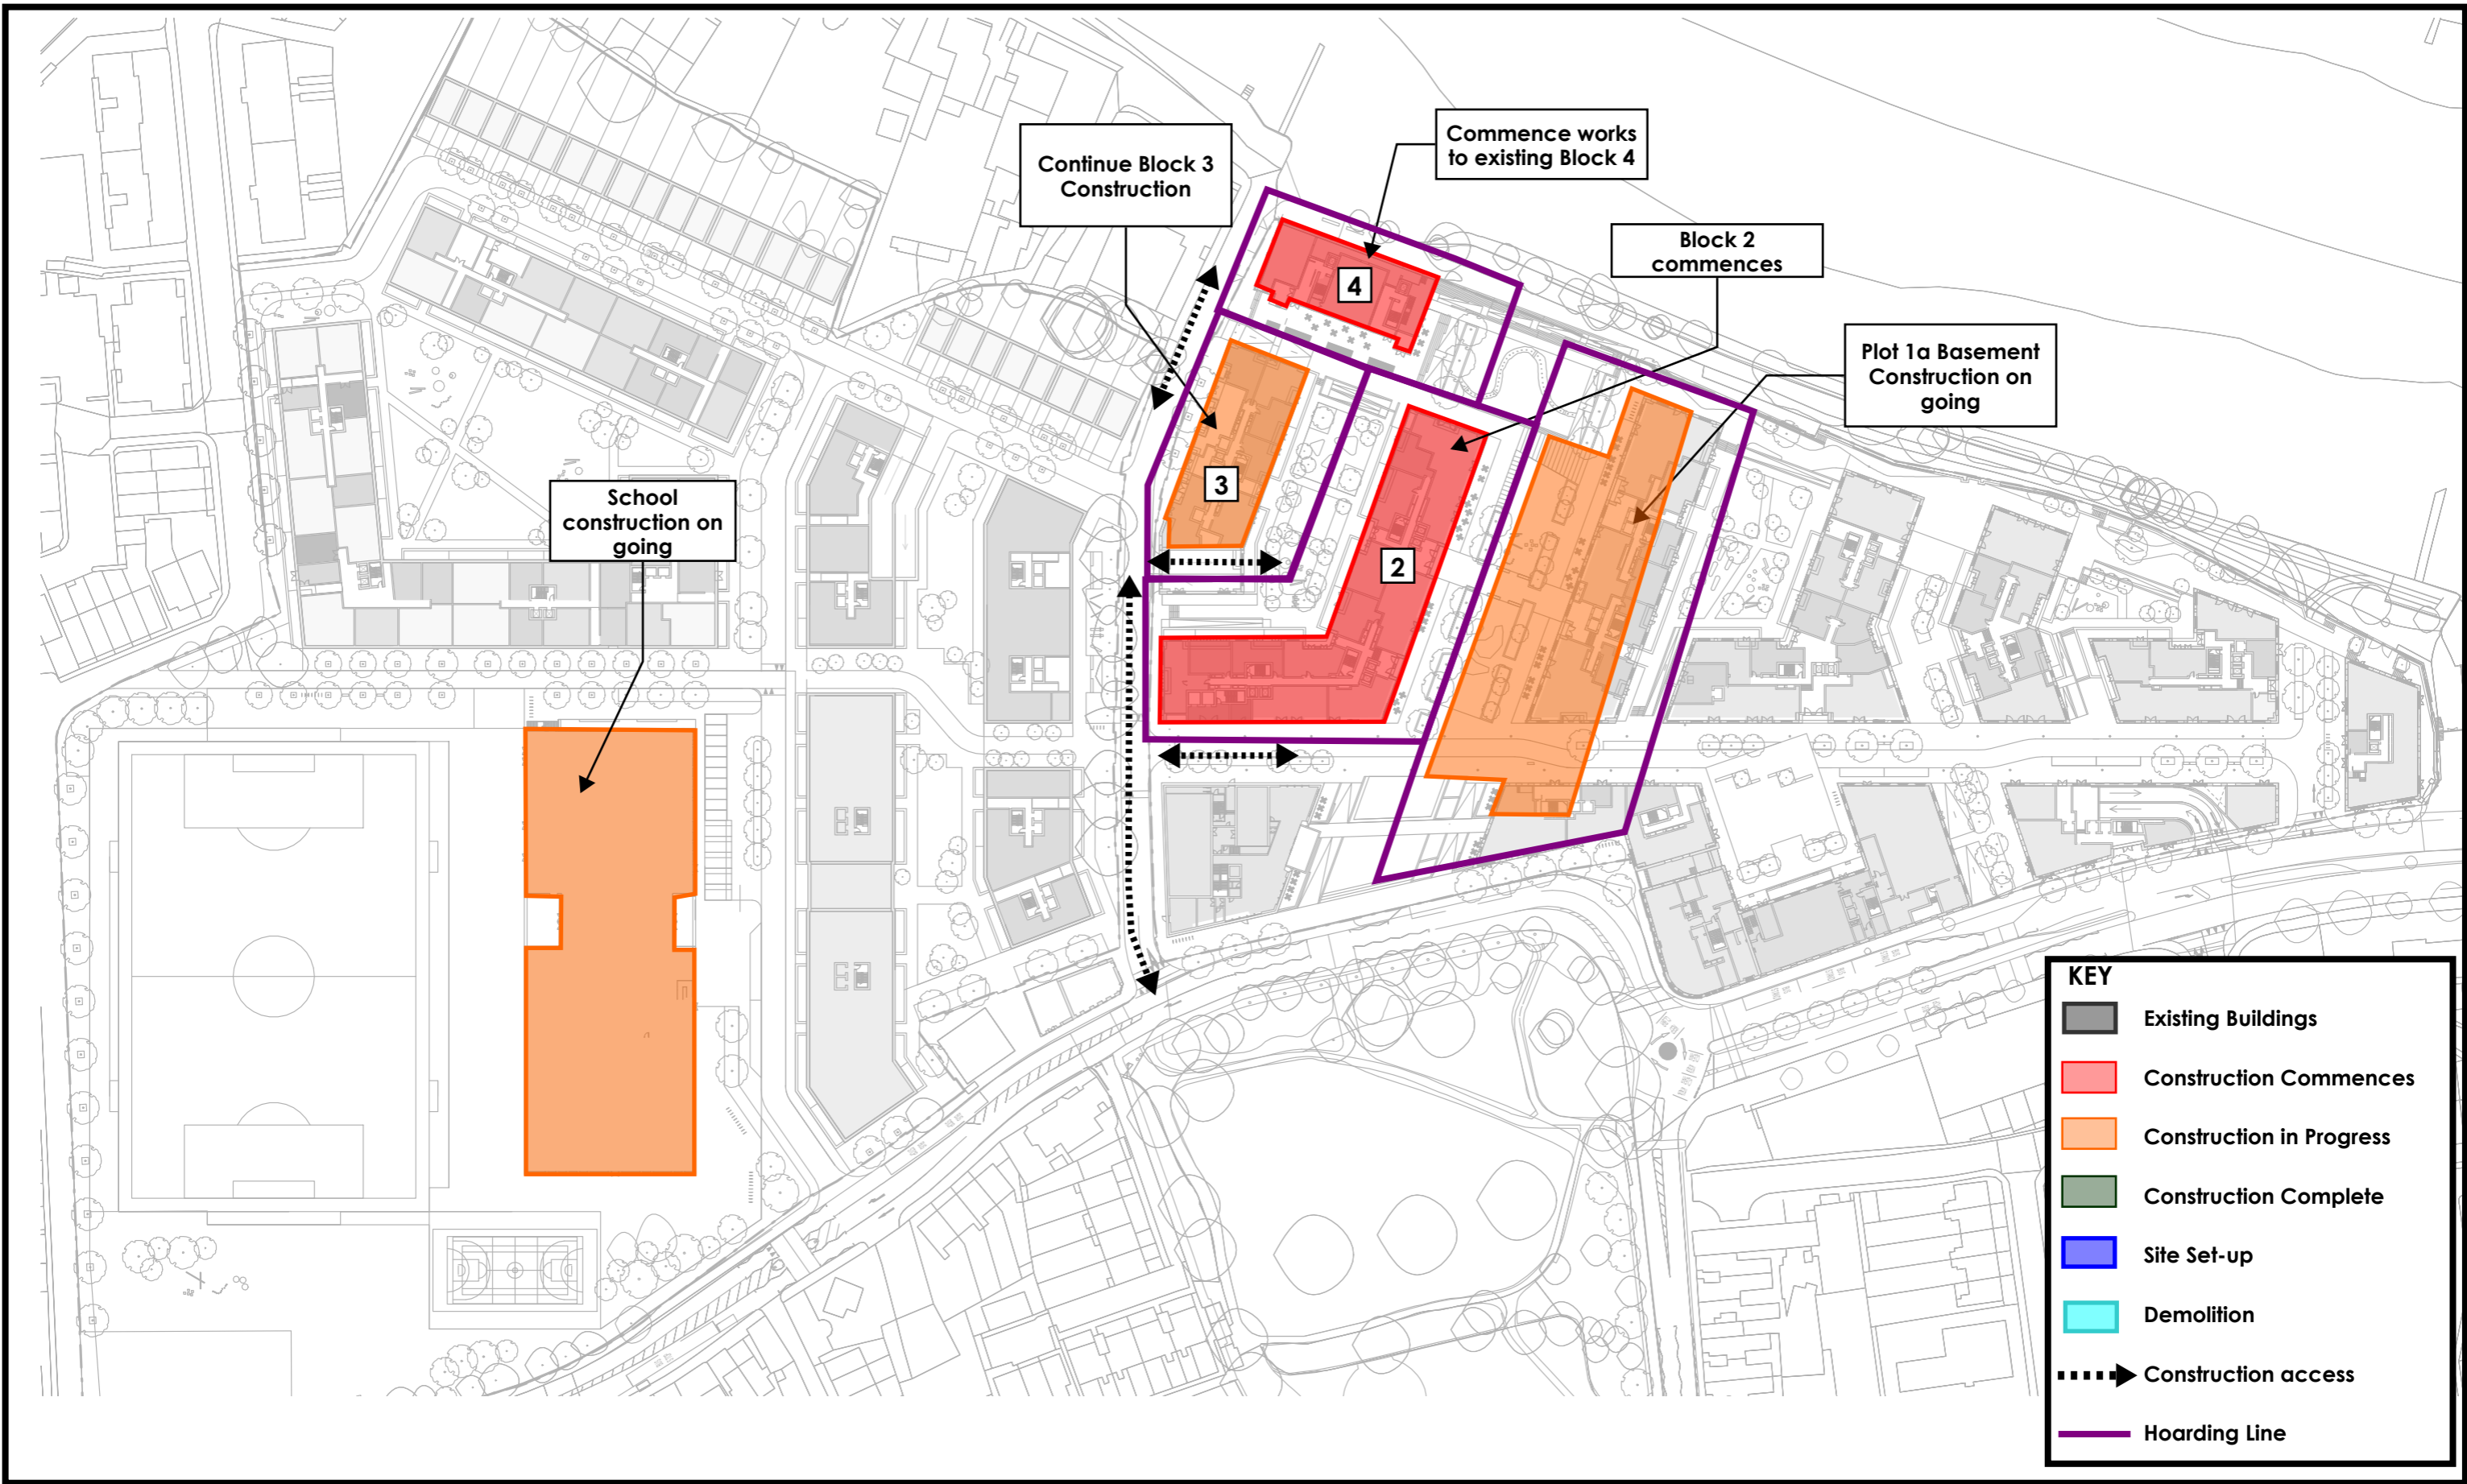 Commence works
to existing Block 4
Continue Block 3
Construction
Block 2
commences
4
Plot 1a Basement
Construction on
going
3
School
construction on
going
2
KEY
Existing Buildings
Construction Commences
Construction in Progress
Construction Complete
Site Set-up
Demolition
Construction access
Hoarding Line